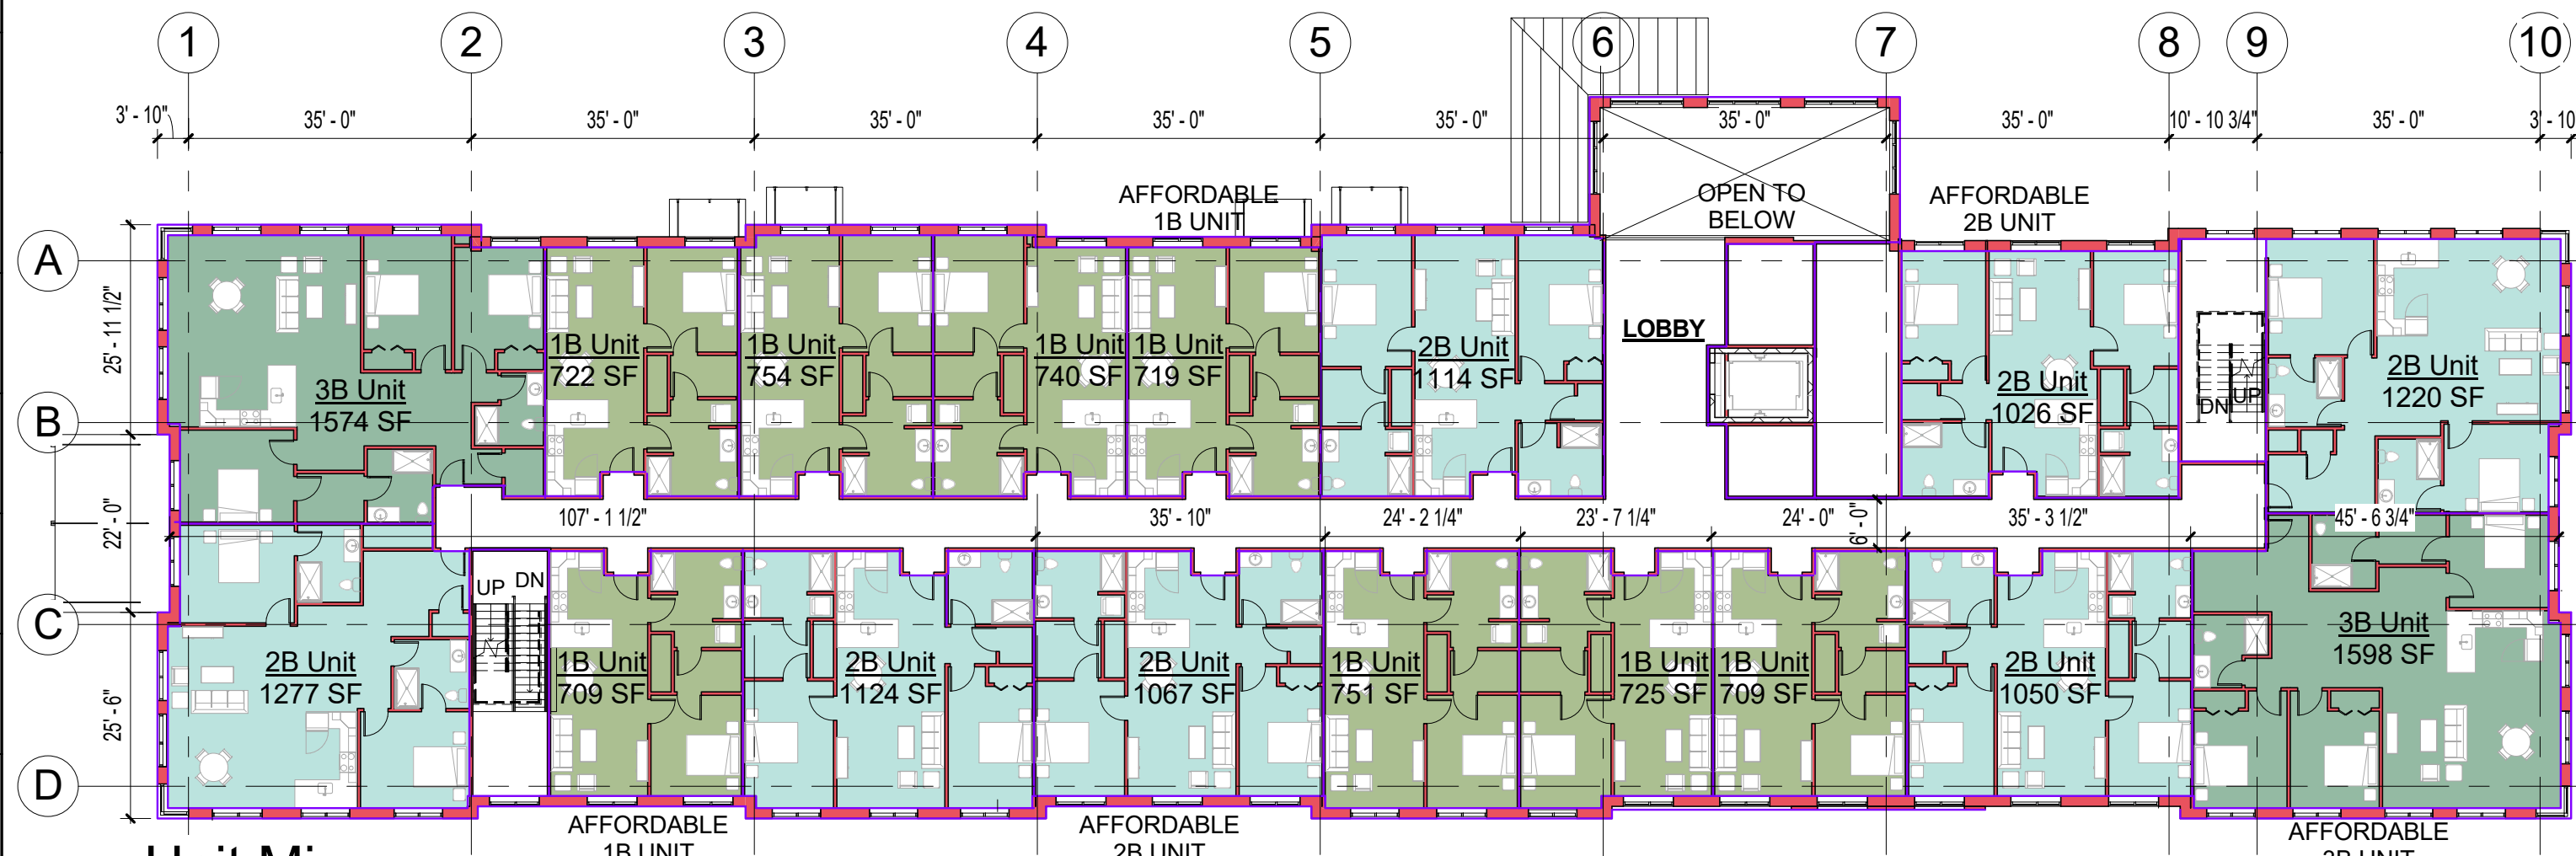 1 2 3 4 5 6 7 8 9 10
3' - 10" 35' - 0" 35' - 0" 35' - 0" 35' - 0" 35' - 0" 35' - 0" 35' - 0" 10' - 10 3/4" 35' - 0" 3' - 10
AFFORDABLE
1B UNIT
OPEN TO
BELOW
AFFORDABLE
2B UNIT
A
25' - 11 1/2"
B
22' - 0"
C
25' - 6"
D
3B Unit
1574 SF
1B Unit
722 SF
1B Unit
754 SF
1B Unit
740 SF
1B Unit
719 SF
2B Unit
1114 SF
LOBBY
2B Unit
1026 SF
DN
UP
2B Unit
1220 SF
107' - 1 1/2" 35' - 10" 24' - 2 1/4" 23' - 7 1/4" 24' - 0" 6' - 0" 35' - 3 1/2" 45' - 6 3/4"
2B Unit
1277 SF
UP DN
1B Unit
709 SF
2B Unit
1124 SF
2B Unit
1067 SF
1B Unit
751 SF
1B Unit
725 SF
1B Unit
709 SF
2B Unit
1050 SF
3B Unit
1598 SF
AFFORDABLE
1B UNIT
AFFORDABLE
2B UNIT
AFFORDABLE